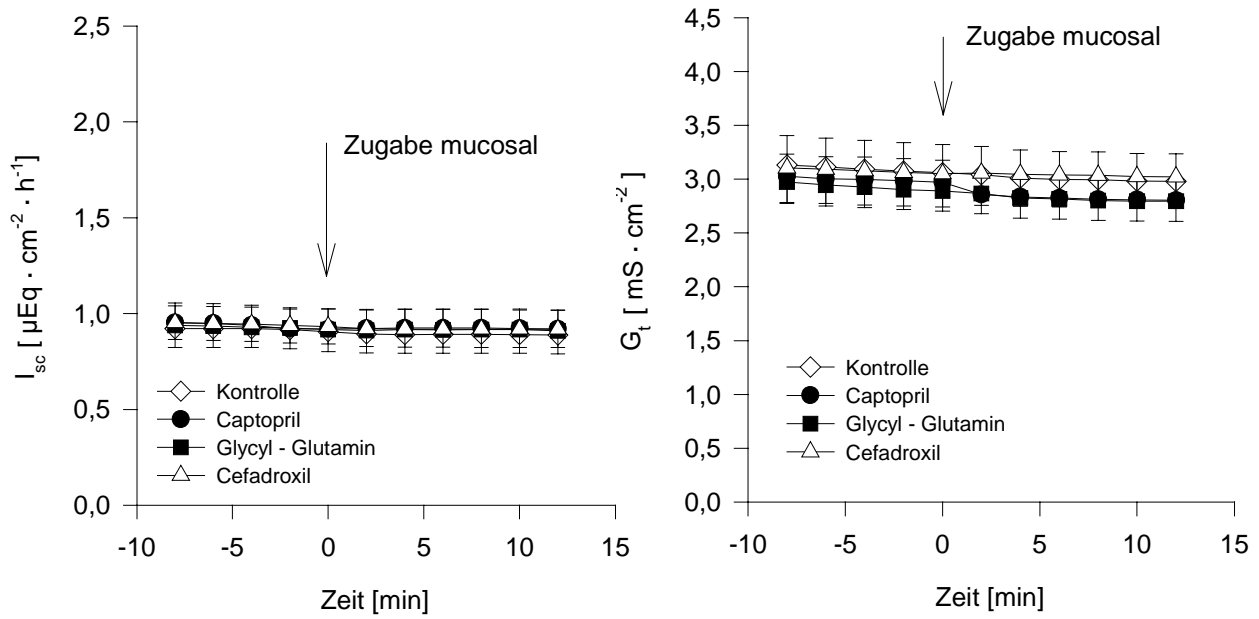 2,5
2,0
1,5
1,0
0,5
0,0
I_sc [ µEq · cm⁻² · h⁻¹]
Zugabe mucosal
Kontrolle
Captopril
Glycyl - Glutamin
Cefadroxil
-10 -5 0 5 10 15
Zeit [min]
4,5
4,0
3,5
3,0
2,5
2,0
1,5
1,0
0,5
0,0
G_t [ mS · cm⁻²]
Zugabe mucosal
Kontrolle
Captopril
Glycyl - Glutamin
Cefadroxil
-10 -5 0 5 10 15
Zeit [min]